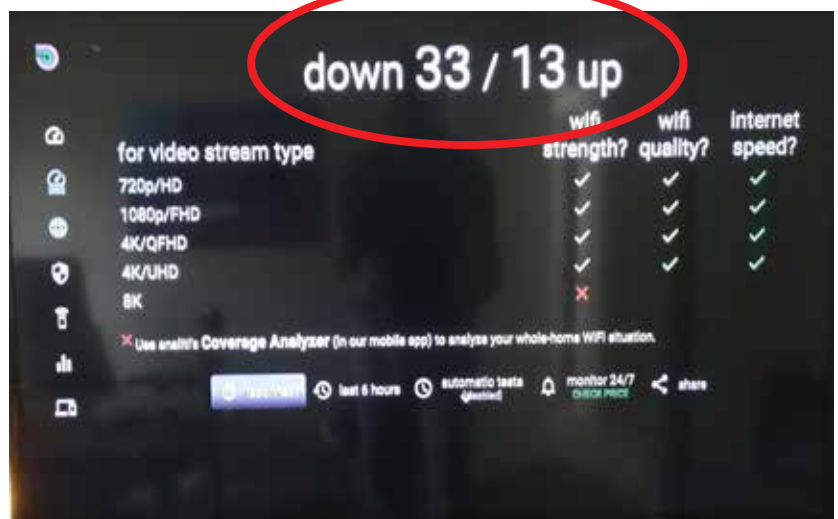 down 33 / 13 up
for video stream type
wifi strength?
wifi quality?
internet speed?
720p/HD
1080p/FHD
4K/QFHD
4K/UHD
8K
Use analiti's Coverage Analyzer (in our mobile app) to analyze your whole-home WiFi situation.
last 6 hours
automatic tests
(disabled)
monitor 24/7
CHECK PRICE
share